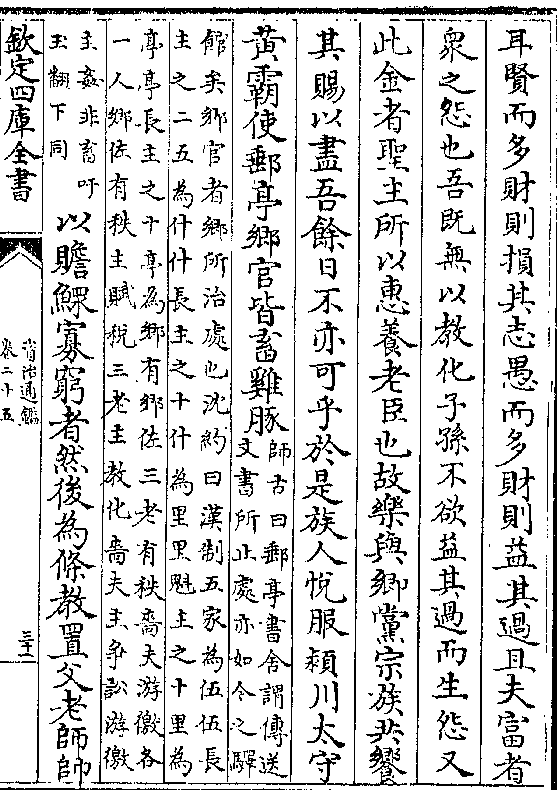 耳賢而多財則損其志愚而多財則益其過且夫富者
衆之怨也吾既無以教化子孫不欲益其過而生怨又
此金者聖主所以惠養老臣也故樂與鄉黨宗族共饗
其賜以盡吾餘日不亦可乎於是族人悅服潁川太守
黄霸使郵亭鄉官皆畜雞豚
師古曰郵亭書舍謂傳送
文書所止處亦如今之驛
館矣鄉官者鄉所治處也沈約曰漢制五家為伍伍長
主之二五為什什長主之十什為里里魁主之十里為
亭亭長主之十亭為鄉有鄉佐三老有秩嗇夫游徼各
一人鄉佐有秩主賦稅三老主教化嗇夫主爭訟游徼
主姦非畜吁
玉翻下同
以贍鰥寡窮者然後為條教置父老師帥
欽定四庫全書
資治通鑑
卷二十五
三十